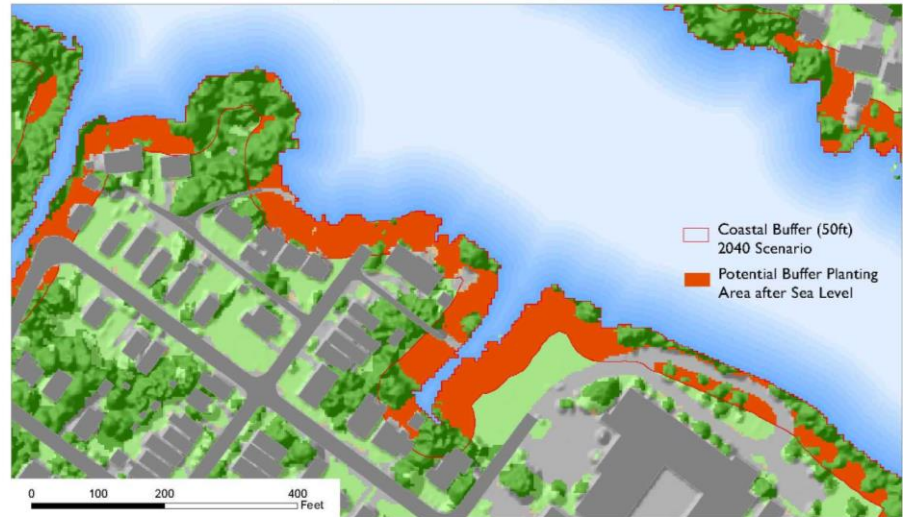 Coastal Buffer (50ft)
2040 Scenario
Potential Buffer Planting
Area after Sea Level
0 100 200 400
Feet